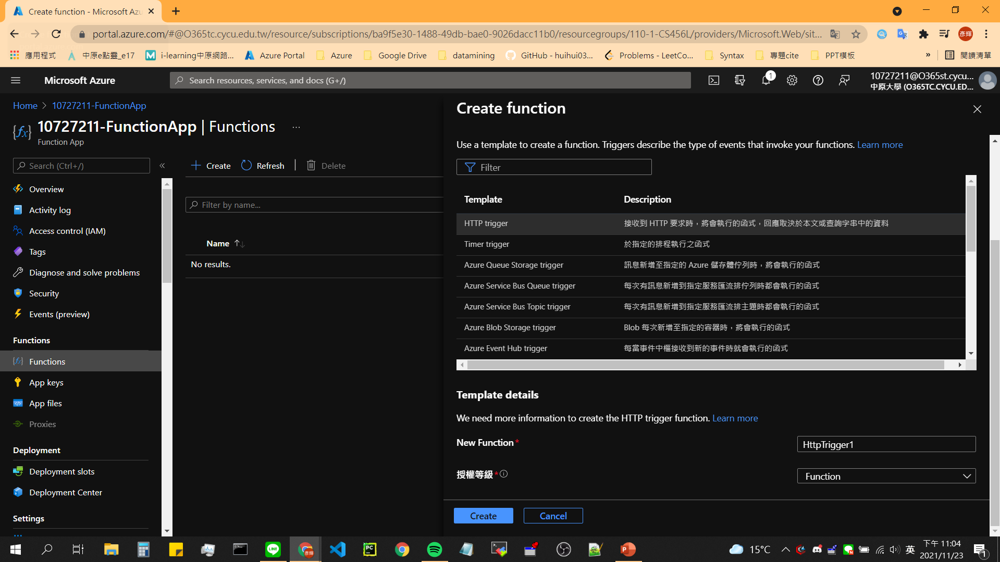 Create function - Microsoft Azu
portal.azure.com/#@O365tc.cycu.edu.tw/resource/subscriptions/ba9f5e30-1488-49db-bae0-9026dacc11b0/resourcegroups/110-1-CS456L/providers/Microsoft.Web/sit...
彥輝
應用程式
中原e點靈_e17
i-learning中原網路...
Azure Portal
Azure
Google Drive
datamining
GitHub - huihui03...
Problems - LeetCo...
Syntax
專題cite
PPT模板
»
閱讀清單
Microsoft Azure
Search resources, services, and docs (G+/)
1
10727211@O365st.cycu...
中原大學 (O365TC.CYCU.ED...
Home > 10727211-FunctionApp
10727211-FunctionApp | Functions ...
Function App
Search (Ctrl+/)
«
Overview
Activity log
Access control (IAM)
Tags
Diagnose and solve problems
Security
Events (preview)
Functions
Functions
App keys
App files
Proxies
Deployment
Deployment slots
Deployment Center
Settings
Create
Refresh
Delete
Filter by name...
Name
No results.
Create function
Use a template to create a function. Triggers describe the type of events that invoke your functions. Learn more
Filter
Template Description
HTTP trigger 接收到 HTTP 要求時，將會執行的函式，回應取決於本文或查詢字串中的資料
Timer trigger 於指定的排程執行之函式
Azure Queue Storage trigger 訊息新增至指定的 Azure 儲存體佇列時，將會執行的函式
Azure Service Bus Queue trigger 每次有訊息新增到指定服務匯流排佇列時都會執行的函式
Azure Service Bus Topic trigger 每次有訊息新增到指定服務匯流排主題時都會執行的函式
Azure Blob Storage trigger Blob 每次新增至指定的容器時，將會執行的函式
Azure Event Hub trigger 每當事件中樞接收到新的事件時就會執行的函式
Template details
We need more information to create the HTTP trigger function. Learn more
New Function* HttpTrigger1
授權等級* Function
Create
Cancel
15°C
英
下午 11:04
2021/11/23
1